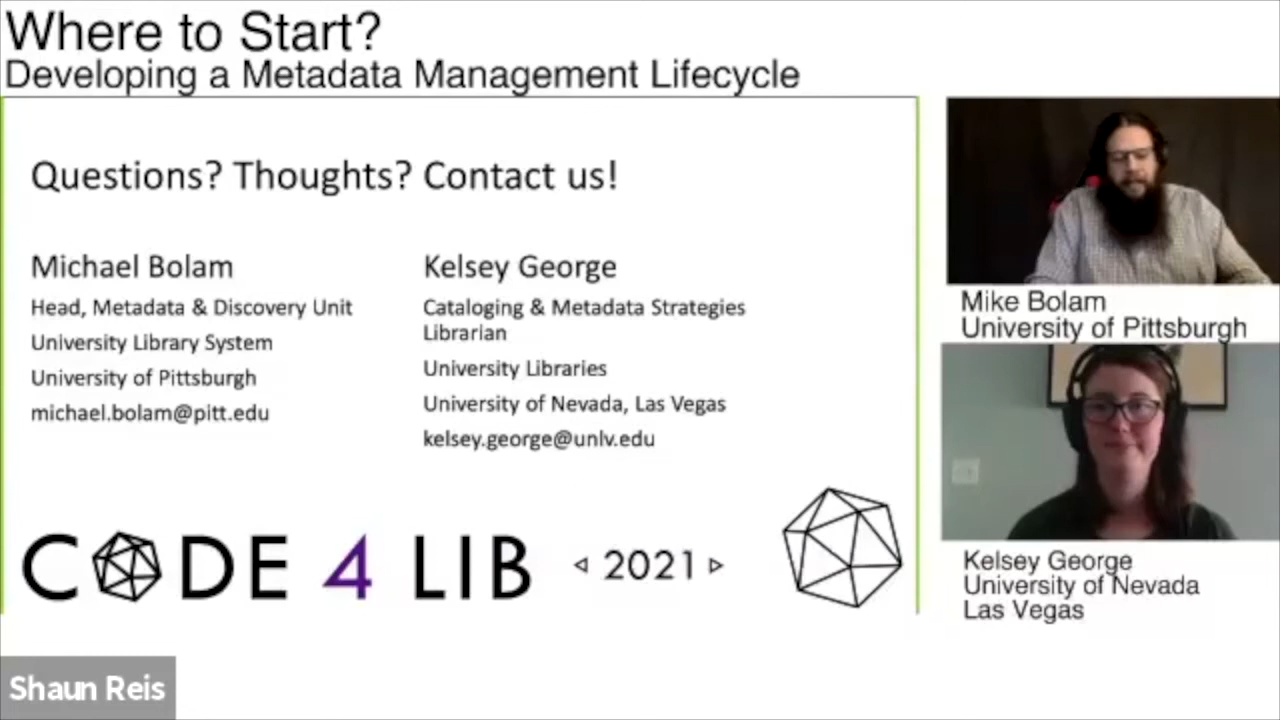 Where to Start?
Developing a Metadata Management Lifecycle
Questions? Thoughts? Contact us!
Michael Bolam
Head, Metadata & Discovery Unit
University Library System
University of Pittsburgh
michael.bolam@pitt.edu
Kelsey George
Cataloging & Metadata Strategies
Librarian
University Libraries
University of Nevada, Las Vegas
kelsey.george@unlv.edu
CODE 4 LIB
2021
Mike Bolam
University of Pittsburgh
Kelsey George
University of Nevada
Las Vegas
Shaun Reis